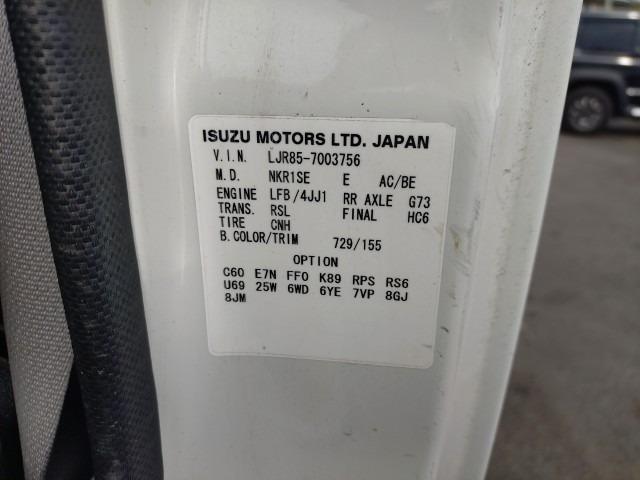 ISUZU MOTORS LTD. JAPAN
V.I.N. LJR85-7003756
M.D. NKR1SE E AC/BE
ENGINE LFB/4JJ1 RR AXLE G73
TRANS. RSL FINAL HC6
TIRE CNH
B.COLOR/TRIM 729/155
OPTION
C60 E7N FF0 K89 RPS RS6
U69 25W 6WD 6YE 7VP 8GJ
8JM